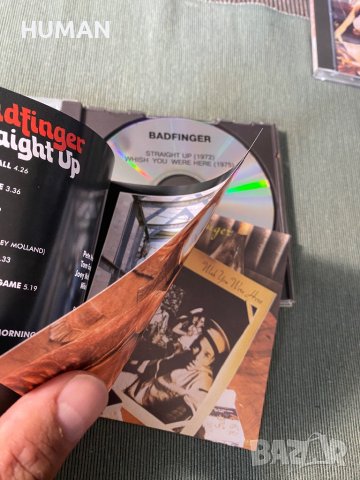 HUMAN
adfinger
aight Up
ALL 4.26
E 3.36
EY MOLLAND)
.33
GAME 5.19
MORNING
BADFINGER
STRAIGHT UP (1972)
WHISH YOU WERE HERE (1975)
Wish You Were Here
BAZAR